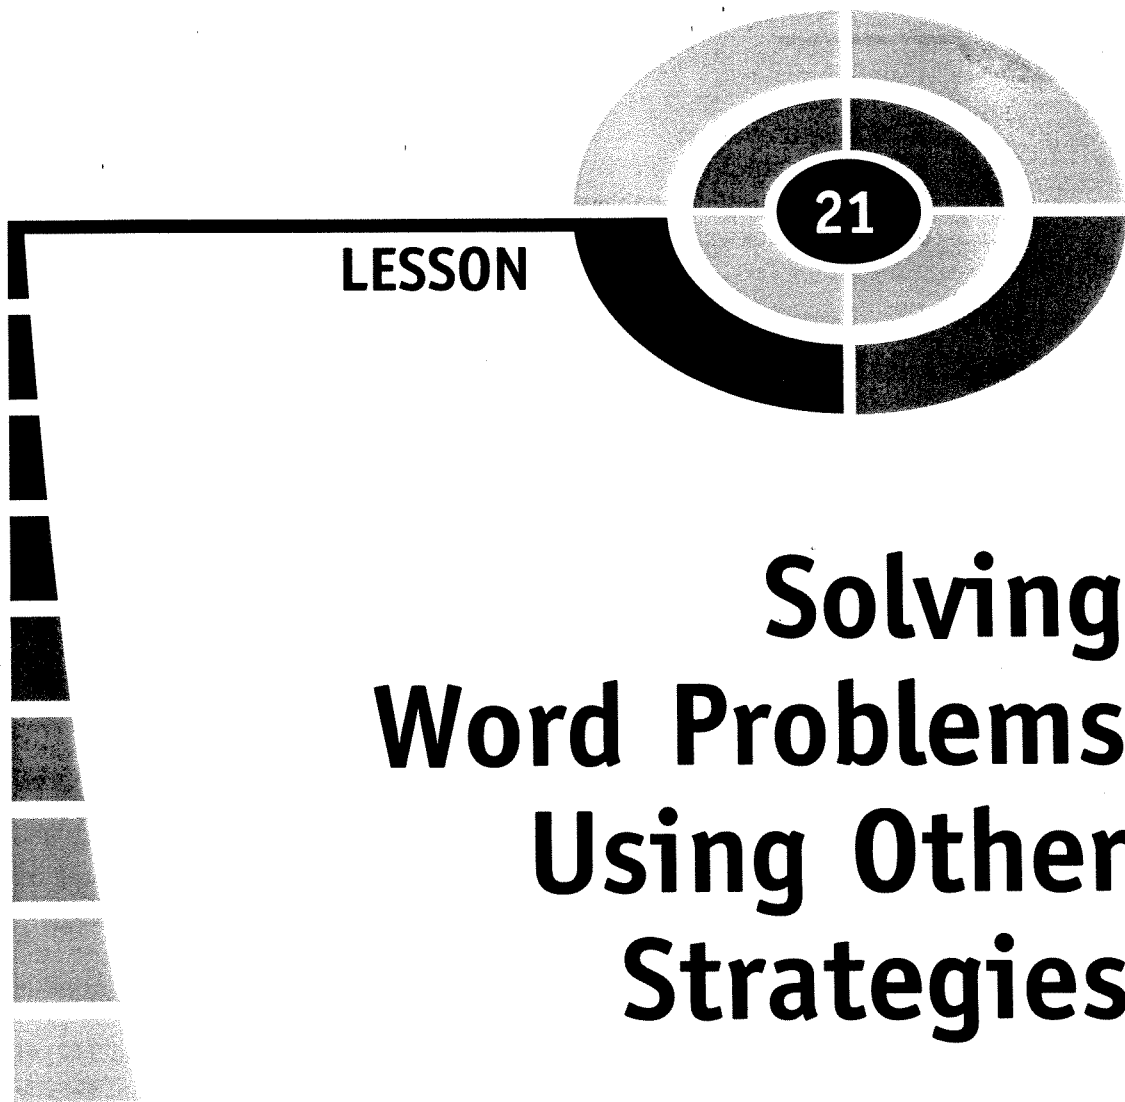 LESSON
21
Solving
Word Problems
Using Other
Strategies